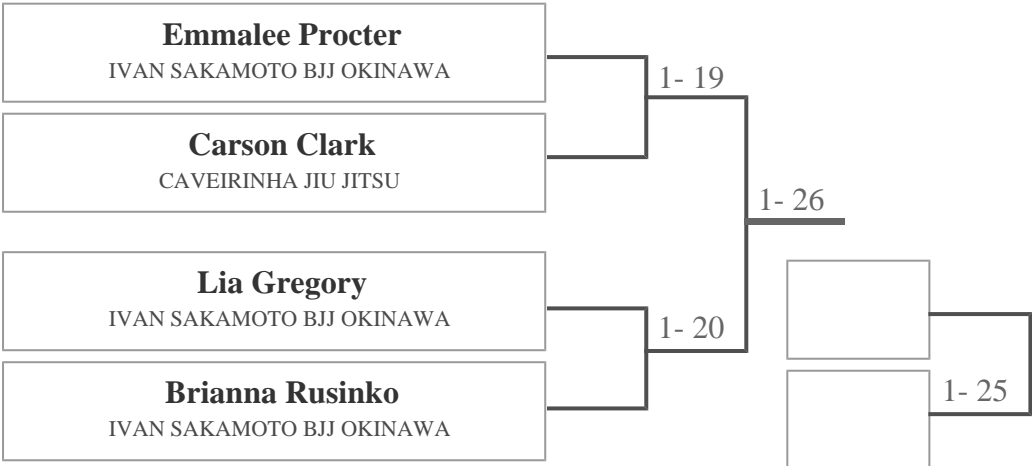 Emmalee Procter
IVAN SAKAMOTO BJJ OKINAWA
1- 19
Carson Clark
CAVEIRINHA JIU JITSU
1- 26
Lia Gregory
IVAN SAKAMOTO BJJ OKINAWA
1- 20
Brianna Rusinko
IVAN SAKAMOTO BJJ OKINAWA
1- 25